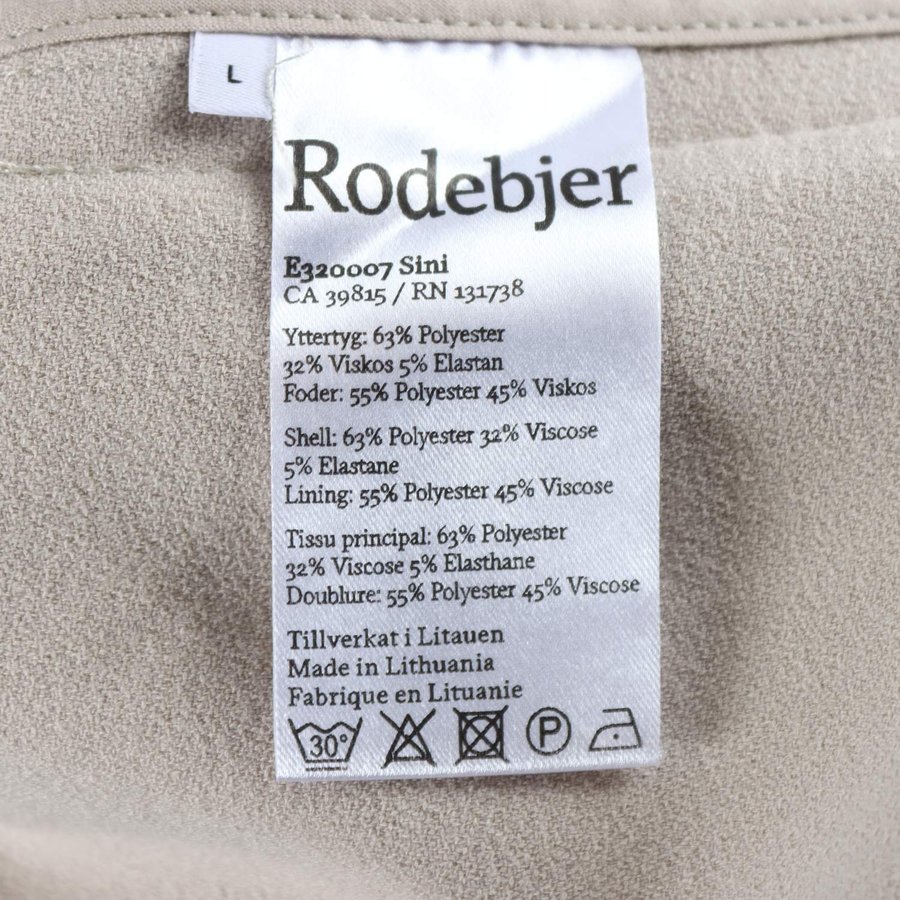 L
Rodebjer
E320007 Sini
CA 39815 / RN 131738
Yttertyg: 63% Polyester
32% Viskos 5% Elastan
Foder: 55% Polyester 45% Viskos
Shell: 63% Polyester 32% Viscose
5% Elastane
Lining: 55% Polyester 45% Viscose
Tissu principal: 63% Polyester
32% Viscose 5% Elasthane
Doublure: 55% Polyester 45% Viscose
Tillverkat i Litauen
Made in Lithuania
Fabrique en Lituanie
30° P